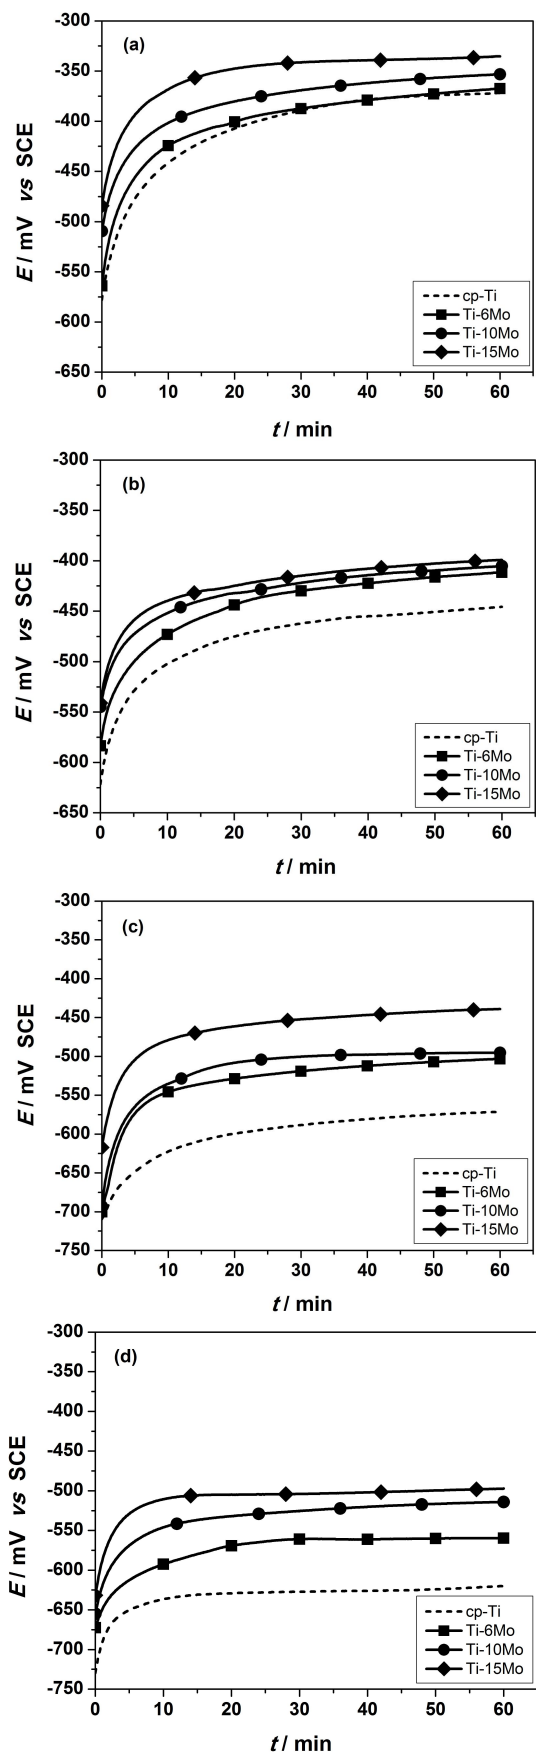 (a)
-300
-350
-400
-450
-500
-550
-600
-650
E / mV vs SCE
0 10 20 30 40 50 60
t / min
cp-Ti
Ti-6Mo
Ti-10Mo
Ti-15Mo
(b)
-300
-400
-450
-500
-550
-600
-650
E / mV vs SCE
0 10 20 30 40 50 60
t / min
cp-Ti
Ti-6Mo
Ti-10Mo
Ti-15Mo
(c)
-300
-350
-400
-450
-500
-550
-600
-650
-700
-750
E / mV SCE
0 10 20 30 40 50 60
t / min
cp-Ti
Ti-6Mo
Ti-10Mo
Ti-15Mo
(d)
-300
-350
-400
-450
-500
-550
-600
-650
-700
-750
E / mV vs SCE
0 10 20 30 40 50 60
t / min
cp-Ti
Ti-6Mo
Ti-10Mo
Ti-15Mo